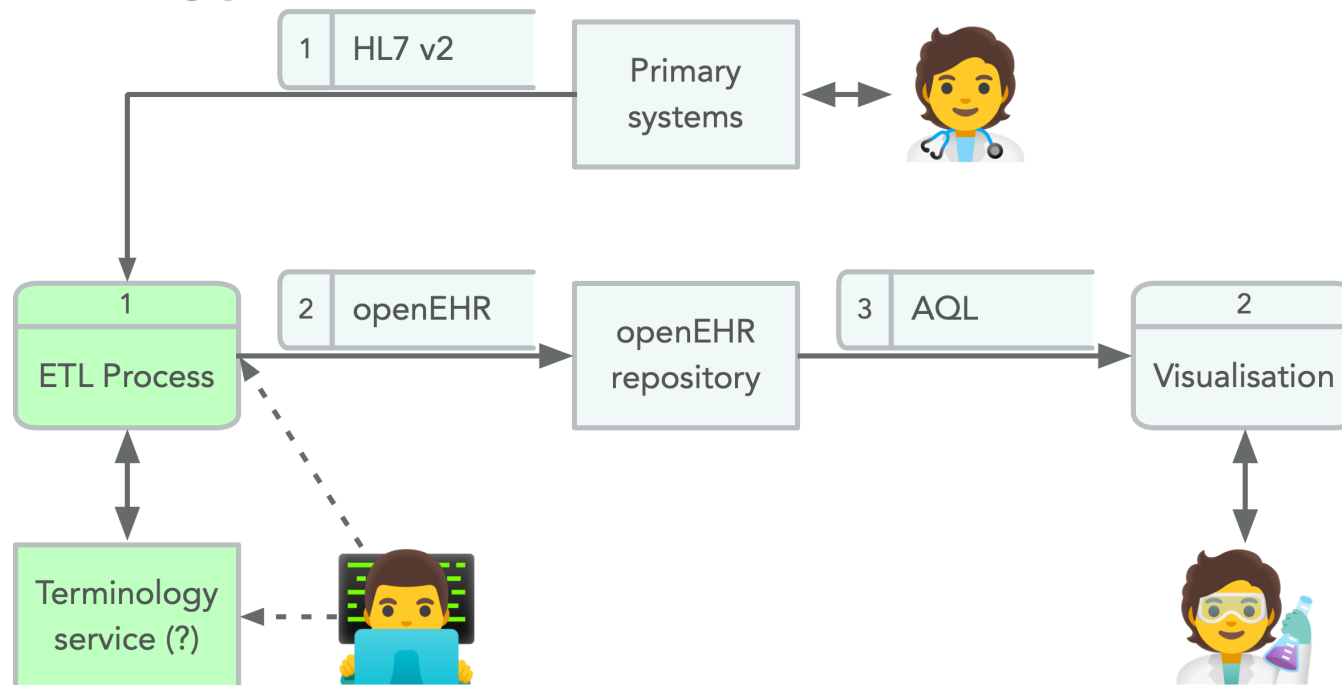 1
HL7 v2
Primary
systems
1
ETL Process
2
openEHR
openEHR
repository
3
AQL
2
Visualisation
Terminology
service (?)